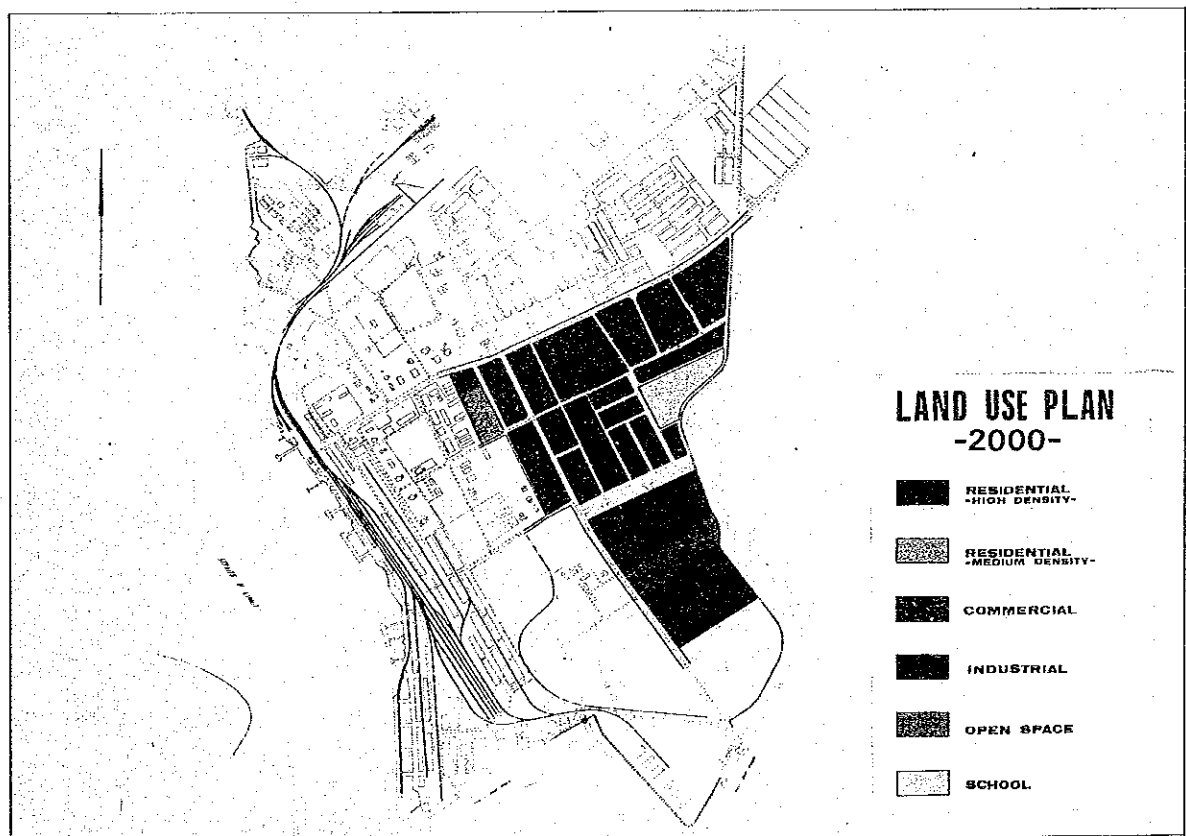 LAND USE PLAN
-2000-
RESIDENTIAL
-HIGH DENSITY-
RESIDENTIAL
-MEDIUM DENSITY-
COMMERCIAL
INDUSTRIAL
OPEN SPACE
SCHOOL